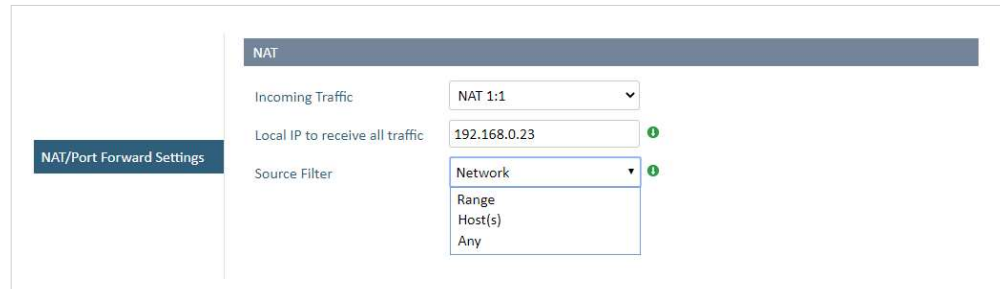 NAT
Incoming Traffic
NAT 1:1
Local IP to receive all traffic
192.168.0.23
NAT/Port Forward Settings
Source Filter
Network
Range
Host(s)
Any